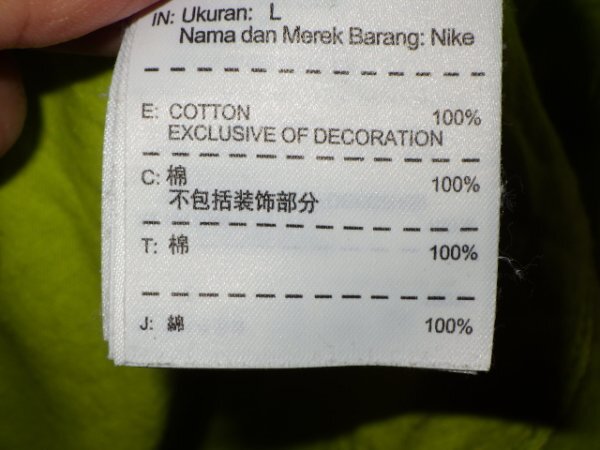 IN: Ukuran: L
Nama dan Merek Barang: Nike
E: COTTON 100%
EXCLUSIVE OF DECORATION
C: 棉 100%
不包括装饰部分
T: 棉 100%
J: 綿 100%